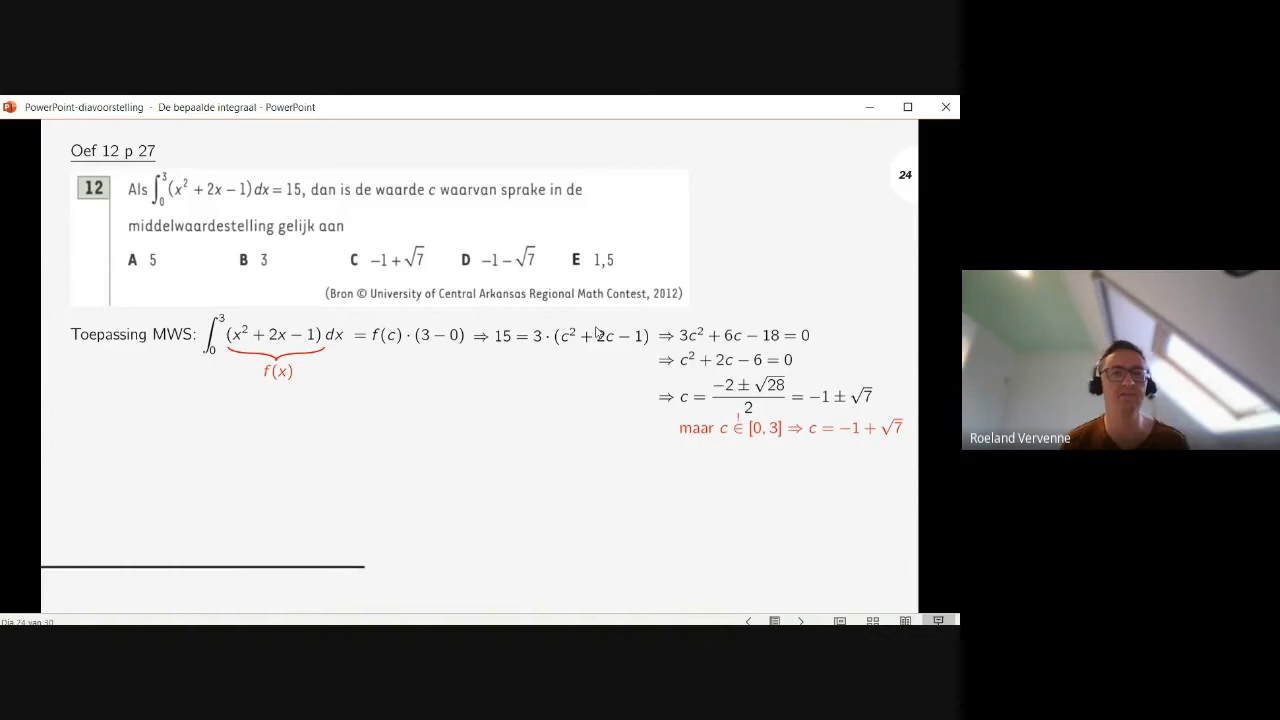 PowerPoint-diavoorstelling - De bepaalde integraal - PowerPoint
Oef 12 p 27
24
12 Als ∫₀³(x² + 2x − 1) dx = 15, dan is de waarde c waarvan sprake in de
middelwaardestelling gelijk aan
A 5 B 3 C −1 + √7 D −1 − √7 E 1,5
(Bron © University of Central Arkansas Regional Math Contest, 2012)
Toepassing MWS: ∫₀³ (x² + 2x − 1) dx = f(c) · (3 − 0) ⇒ 15 = 3 · (c² + 2c − 1) ⇒ 3c² + 6c − 18 = 0
f(x)
⇒ c² + 2c − 6 = 0
⇒ c = (−2 ± √28)/2 = −1 ± √7
maar c ∈! [0, 3] ⇒ c = −1 + √7
Roeland Vervenne
Dia 24 van 30